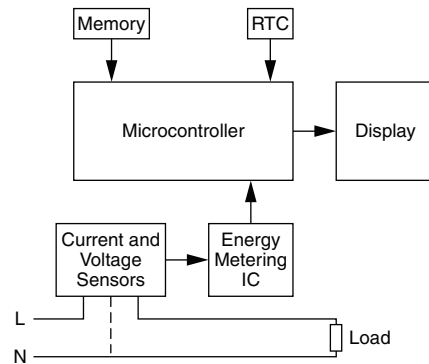 Memory
RTC
Microcontroller
Display
Current and
Voltage
Sensors
Energy
Metering
IC
L
N
Load